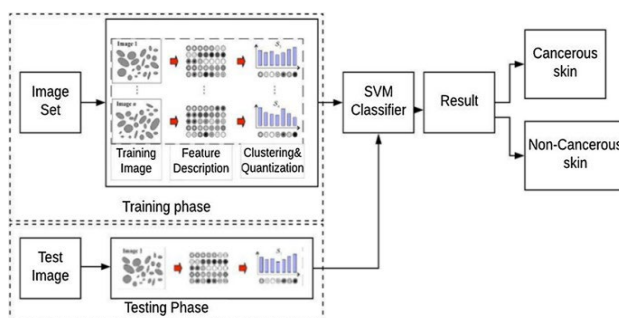 Image
Set
Image 1
Image n
Training
Image
Feature
Description
Clustering&
Quantization
Training phase
SVM
Classifier
Result
Cancerous
skin
Non-Cancerous
skin
Test
Image
Image 1
Testing Phase